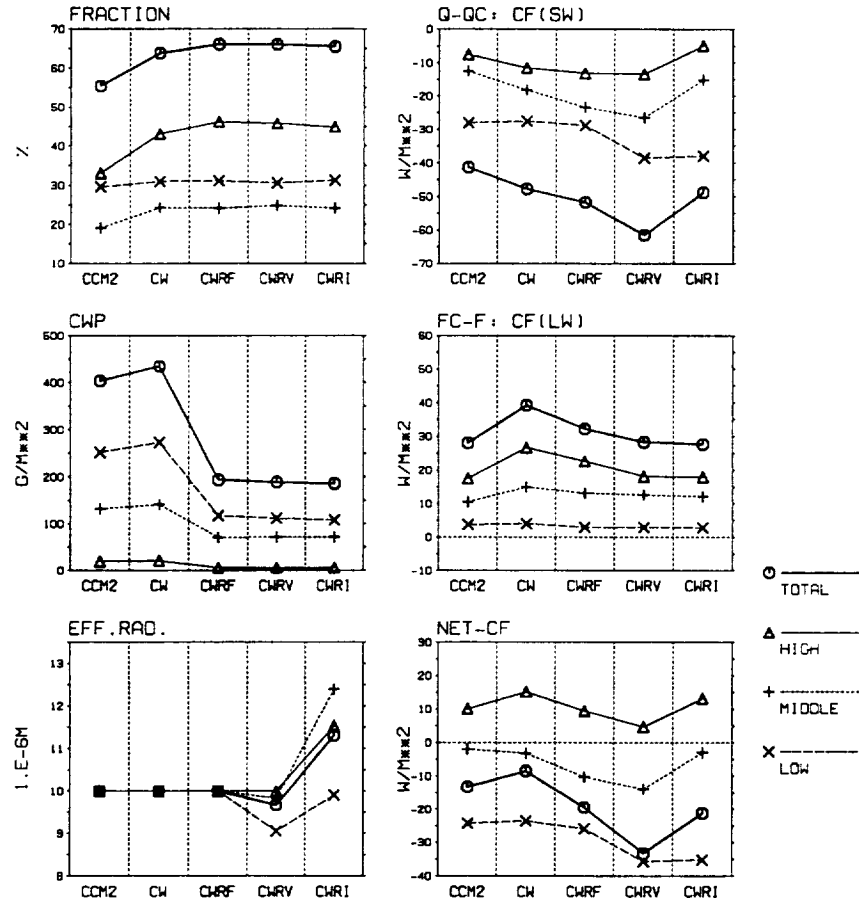 FRACTION
70
60
50
40
30
20
10
%
CCM2 CW CWRF CWRV CWRI
Q-QC: CF(SW)
0
-10
-20
-30
-40
-50
-60
-70
W/M**2
CCM2 CW CWRF CWRV CWRI
CWP
500
400
300
200
100
0
G/M**2
CCM2 CW CWRF CWRV CWRI
FC-F: CF(LW)
60
50
40
30
20
10
0
-10
W/M**2
CCM2 CW CWRF CWRV CWRI
EFF.RAD.
13
12
11
10
9
8
1.E-6M
CCM2 CW CWRF CWRV CWRI
NET-CF
30
20
10
0
-10
-20
-30
-40
W/M**2
CCM2 CW CWRF CWRV CWRI
TOTAL
HIGH
MIDDLE
LOW